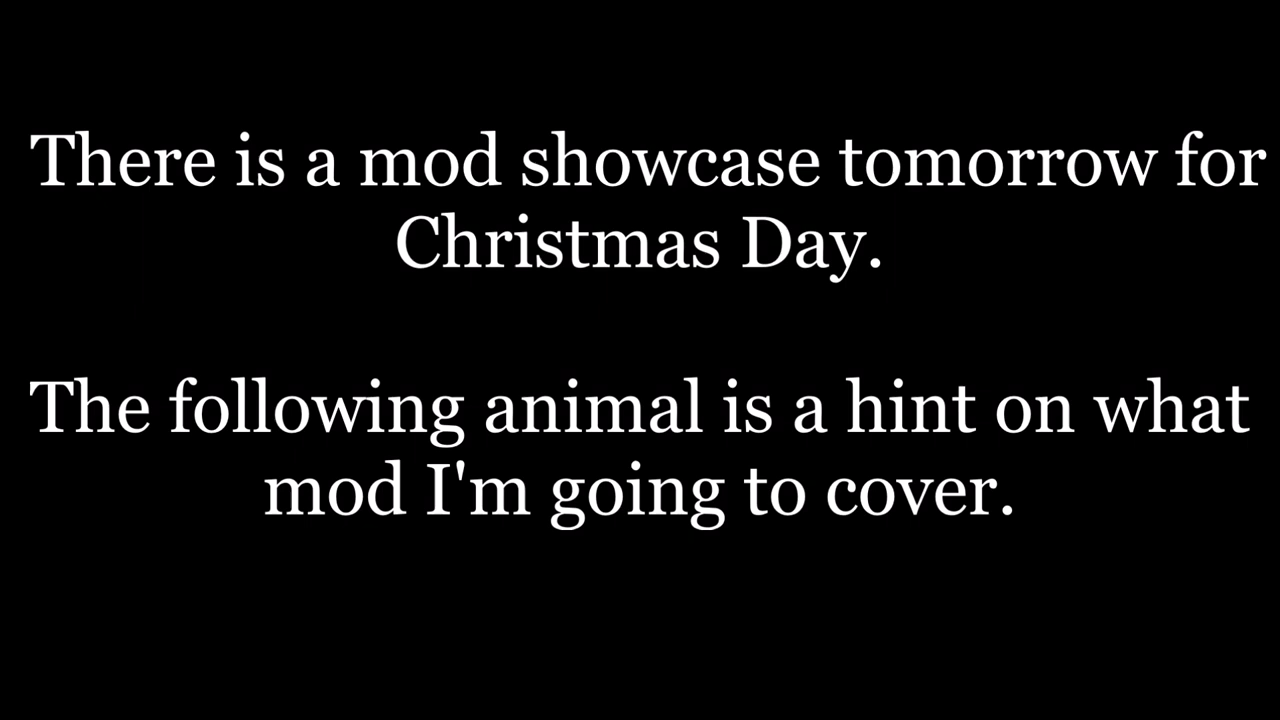 There is a mod showcase tomorrow for
Christmas Day.
The following animal is a hint on what
mod I'm going to cover.